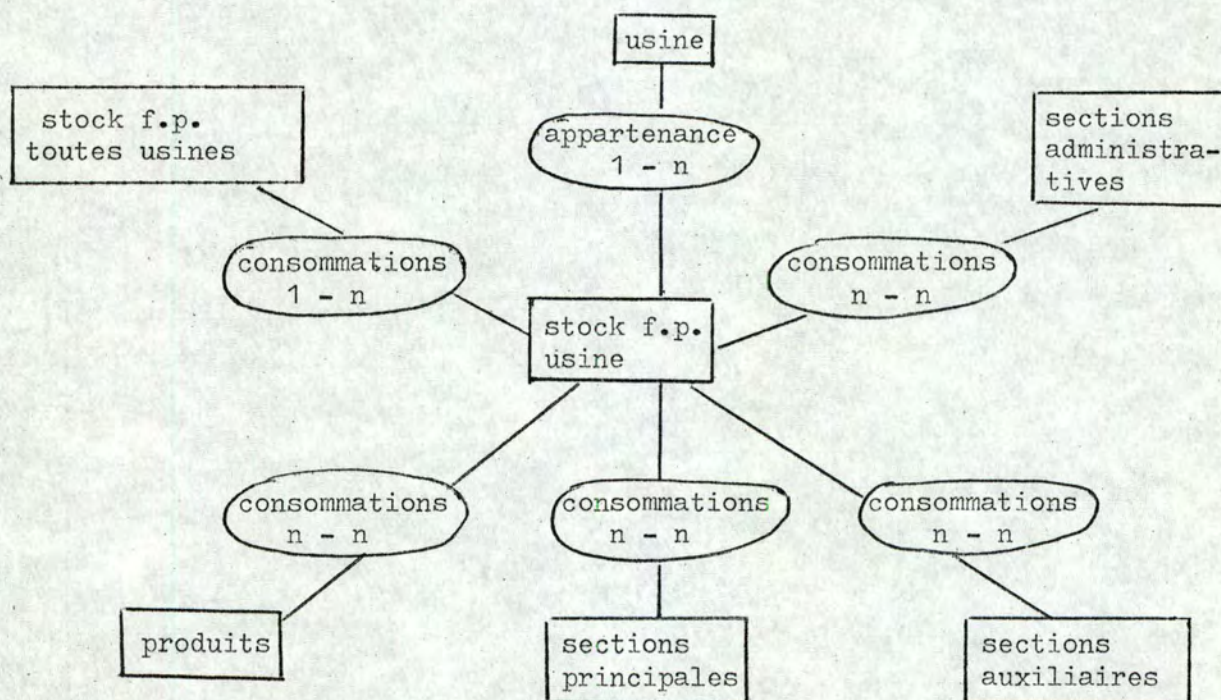 usine
stock f.p.
toutes usines
appartenance
1 - n
sections
administra-
tives
consommations
1 - n
consommations
n - n
stock f.p.
usine
consommations
n - n
consommations
n - n
consommations
n - n
produits
sections
principales
sections
auxiliaires